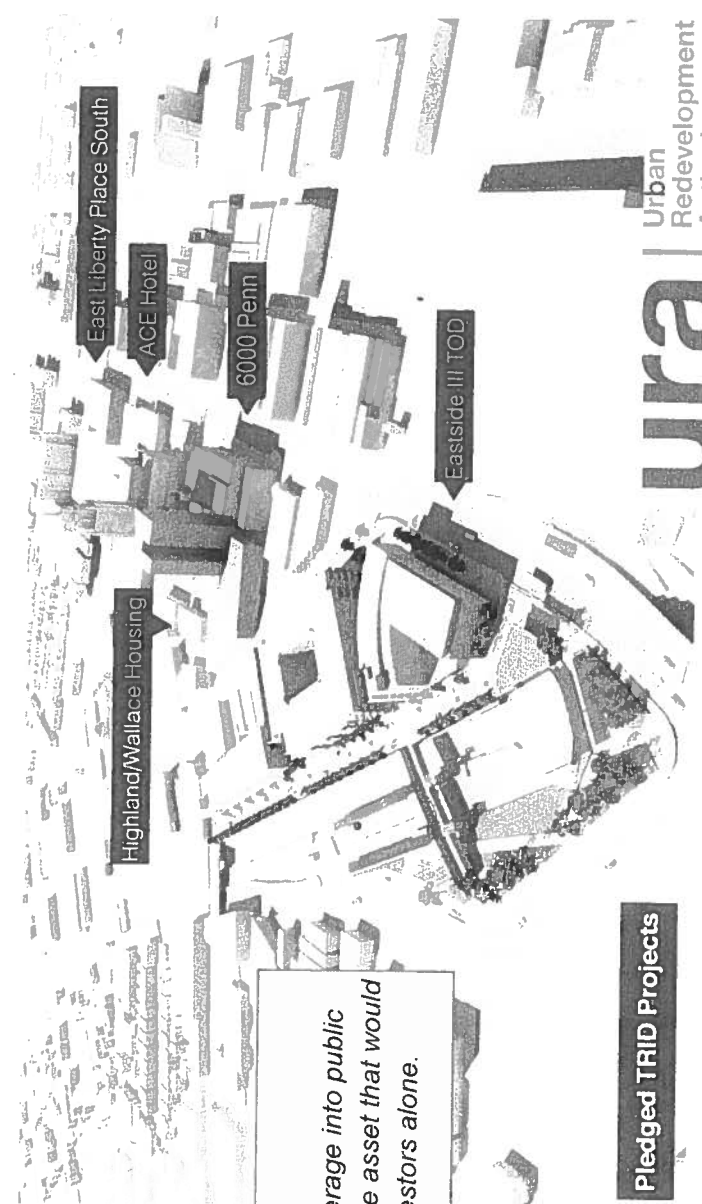 East Liberty Place South
ACE Hotel
Highland/Wallace Housing
6000 Penn
Eastside III TOD
erage into public
e asset that would
estors alone.
Pledged TRID Projects
ura
Urban
Redevelopment